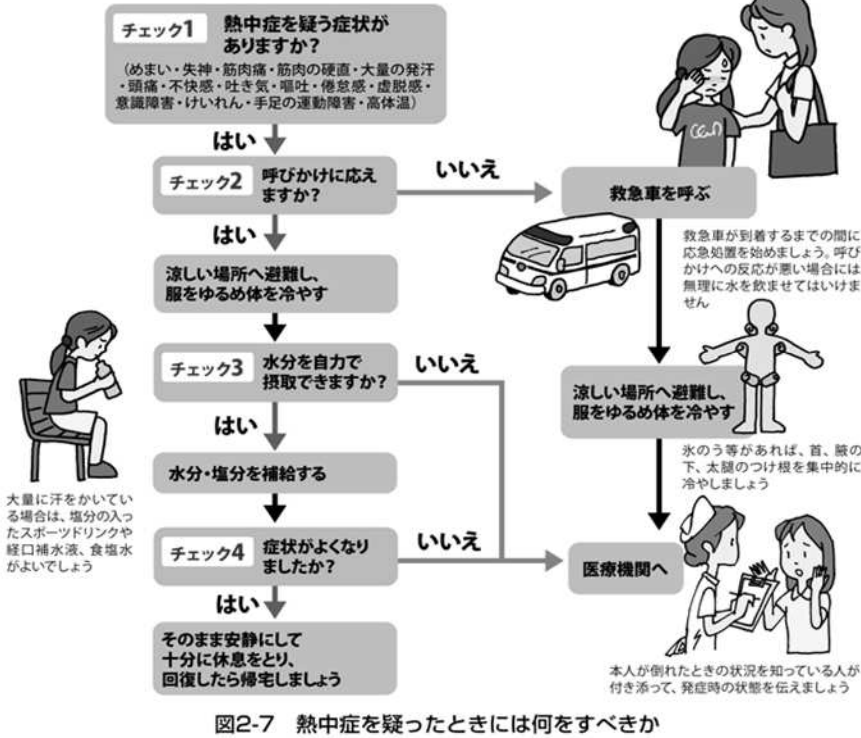 チェック1 熱中症を疑う症状が
ありますか？
（めまい・失神・筋肉痛・筋肉の硬直・大量の発汗
・頭痛・不快感・吐き気・嘔吐・倦怠感・虚脱感・
意識障害・けいれん・手足の運動障害・高体温）
はい
チェック2 呼びかけに応え
ますか？
いいえ
救急車を呼ぶ
救急車が到着するまでの間に
応急処置を始めましょう。呼び
かけへの反応が悪い場合には
無理に水を飲ませてはいけま
せん
はい
涼しい場所へ避難し、
服をゆるめ体を冷やす
チェック3 水分を自力で
摂取できますか？
いいえ
涼しい場所へ避難し、
服をゆるめ体を冷やす
氷のう等があれば、首、腋の
下、太腿のつけ根を集中的に
冷やしましょう
はい
水分・塩分を補給する
大量に汗をかいてい
る場合は、塩分の入っ
たスポーツドリンクや
経口補水液、食塩水
がよいでしょう
チェック4 症状がよくなり
ましたか？
いいえ
医療機関へ
はい
そのまま安静にして
十分に休息をとり、
回復したら帰宅しましょう
本人が倒れたときの状況を知っている人が
付き添って、発症時の状態を伝えましょう
図2-7 熱中症を疑ったときには何をすべきか